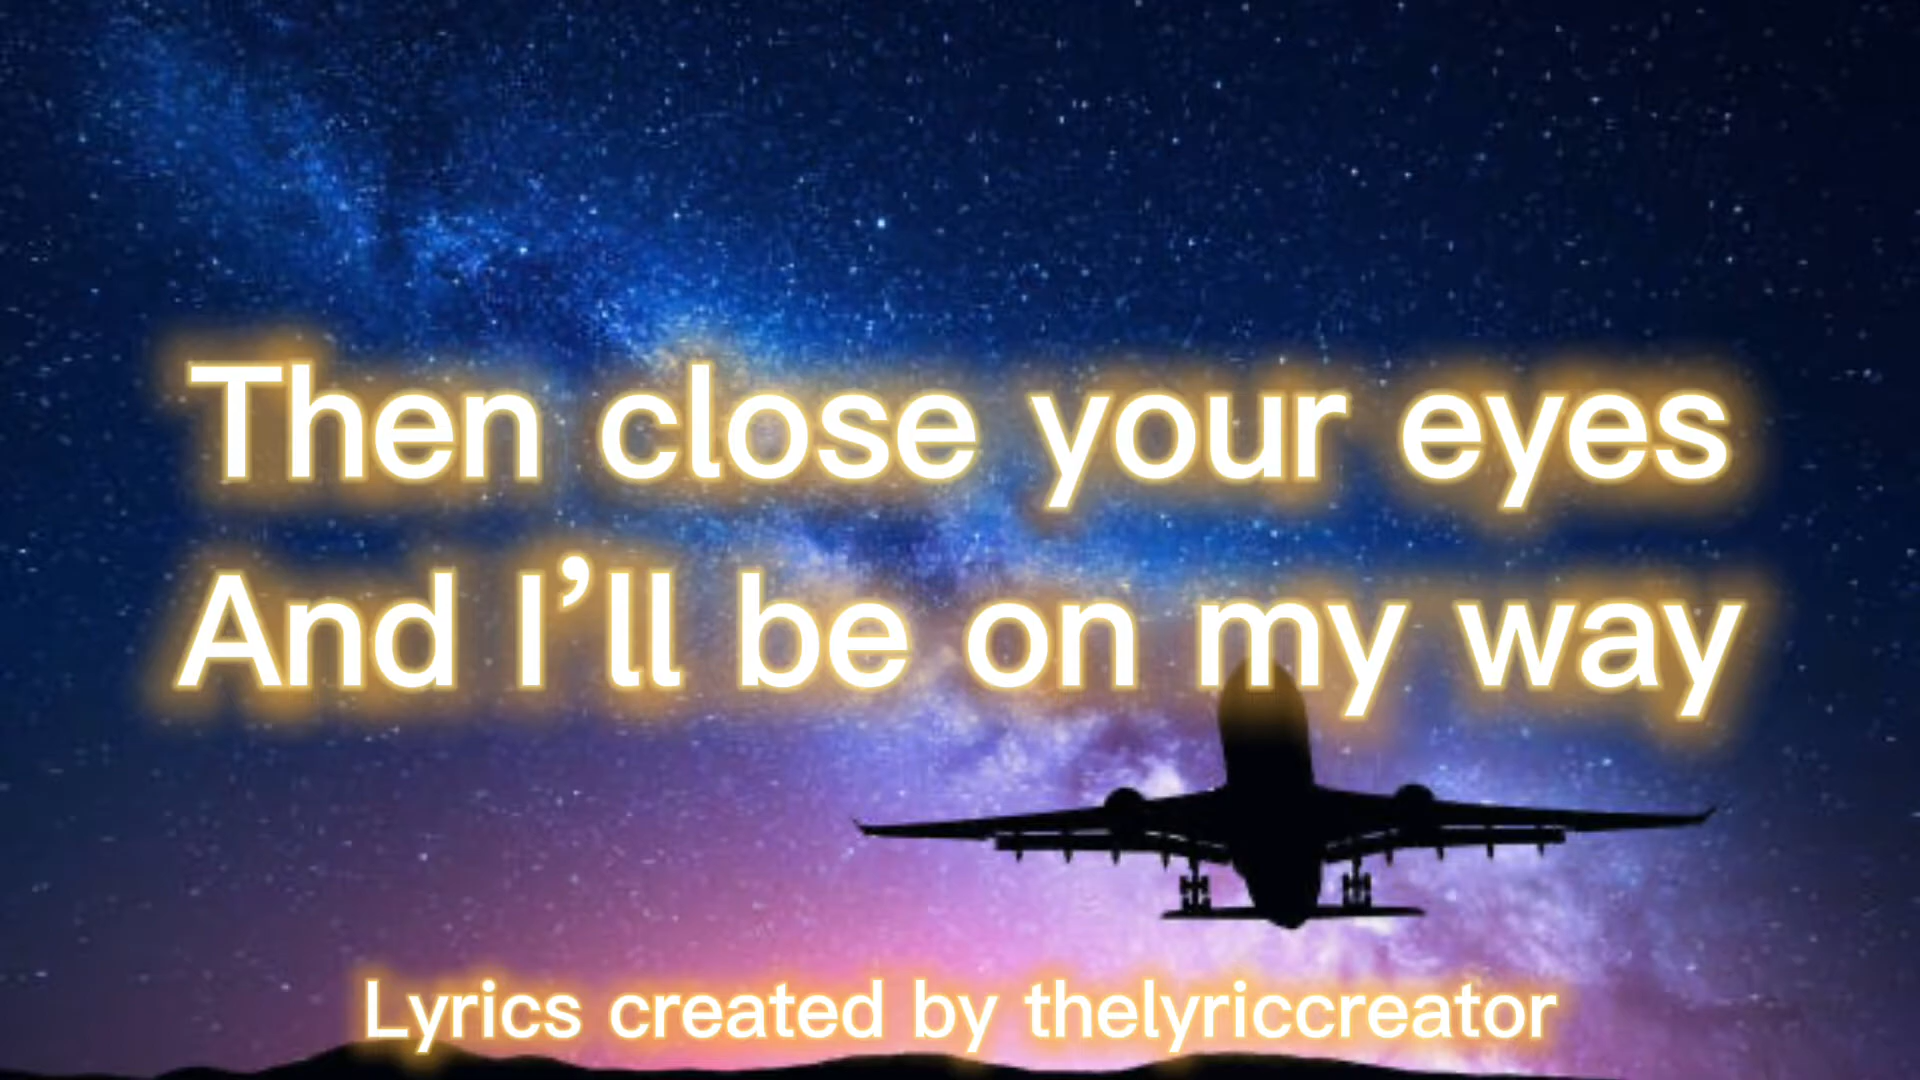 Then close your eyes
And I’ll be on my way
Lyrics created by thelyriccreator